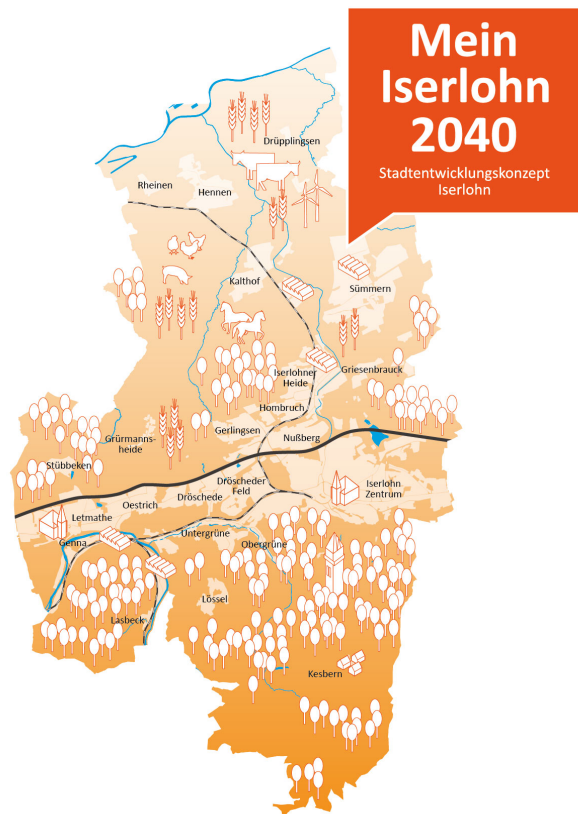 Mein
Iserlohn
2040
Stadtentwicklungskonzept
Iserlohn
Drüpplingsen
Rheinen
Hennen
Kalthof
Sümmern
Iserlohner
Heide
Griesenbrauck
Hombruch
Gerlingsen
Grürmanns-
heide
Nußberg
Stübbeken
Dröscheder
Feld
Iserlohn
Zentrum
Dröschede
Oestrich
Letmathe
Untergrüne
Obergrüne
Genna
Lössel
Lasbeck
Kesbern